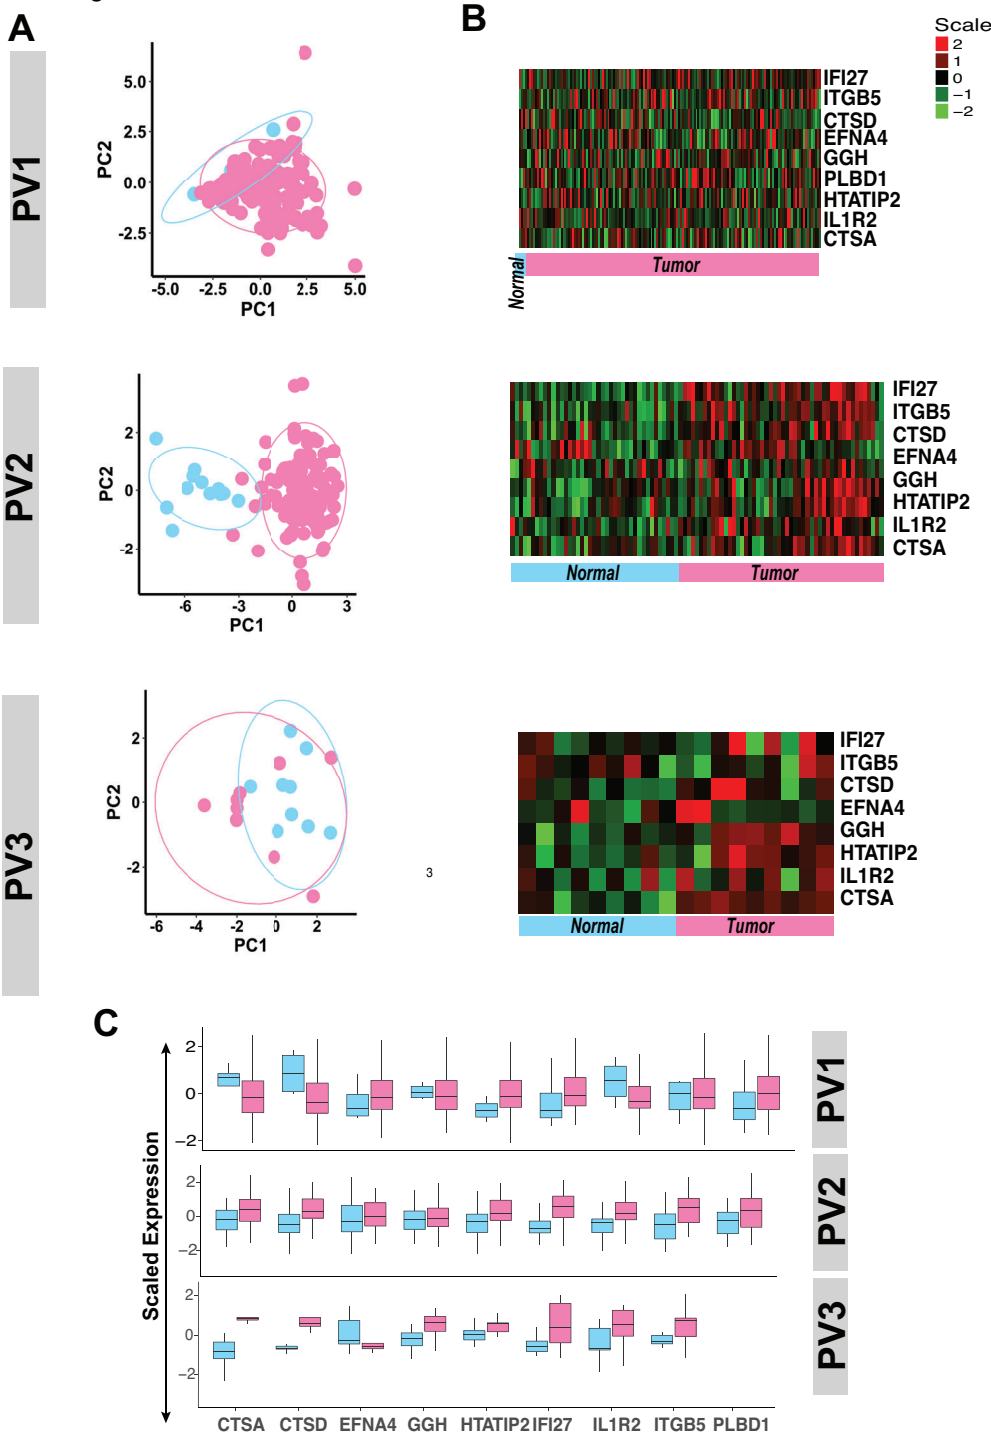 A
B
Scale
2
1
0
−1
−2
PV1
PC2
5.0
2.5
0.0
-2.5
-5.0 -2.5 0.0 2.5 5.0
PC1
IFI27
ITGB5
CTSD
EFNA4
GGH
PLBD1
HTATIP2
IL1R2
CTSA
Normal
Tumor
PV2
PC2
2
0
-2
-6 -3 0 3
PC1
IFI27
ITGB5
CTSD
EFNA4
GGH
HTATIP2
IL1R2
CTSA
Normal Tumor
PV3
PC2
2
0
-2
-6 -4 -2 0 2
PC1
3
IFI27
ITGB5
CTSD
EFNA4
GGH
HTATIP2
IL1R2
CTSA
Normal Tumor
C
Scaled Expression
2
0
−2
PV1
2
0
−2
PV2
2
0
−2
PV3
CTSA CTSD EFNA4 GGH HTATIP2 IFI27 IL1R2 ITGB5 PLBD1